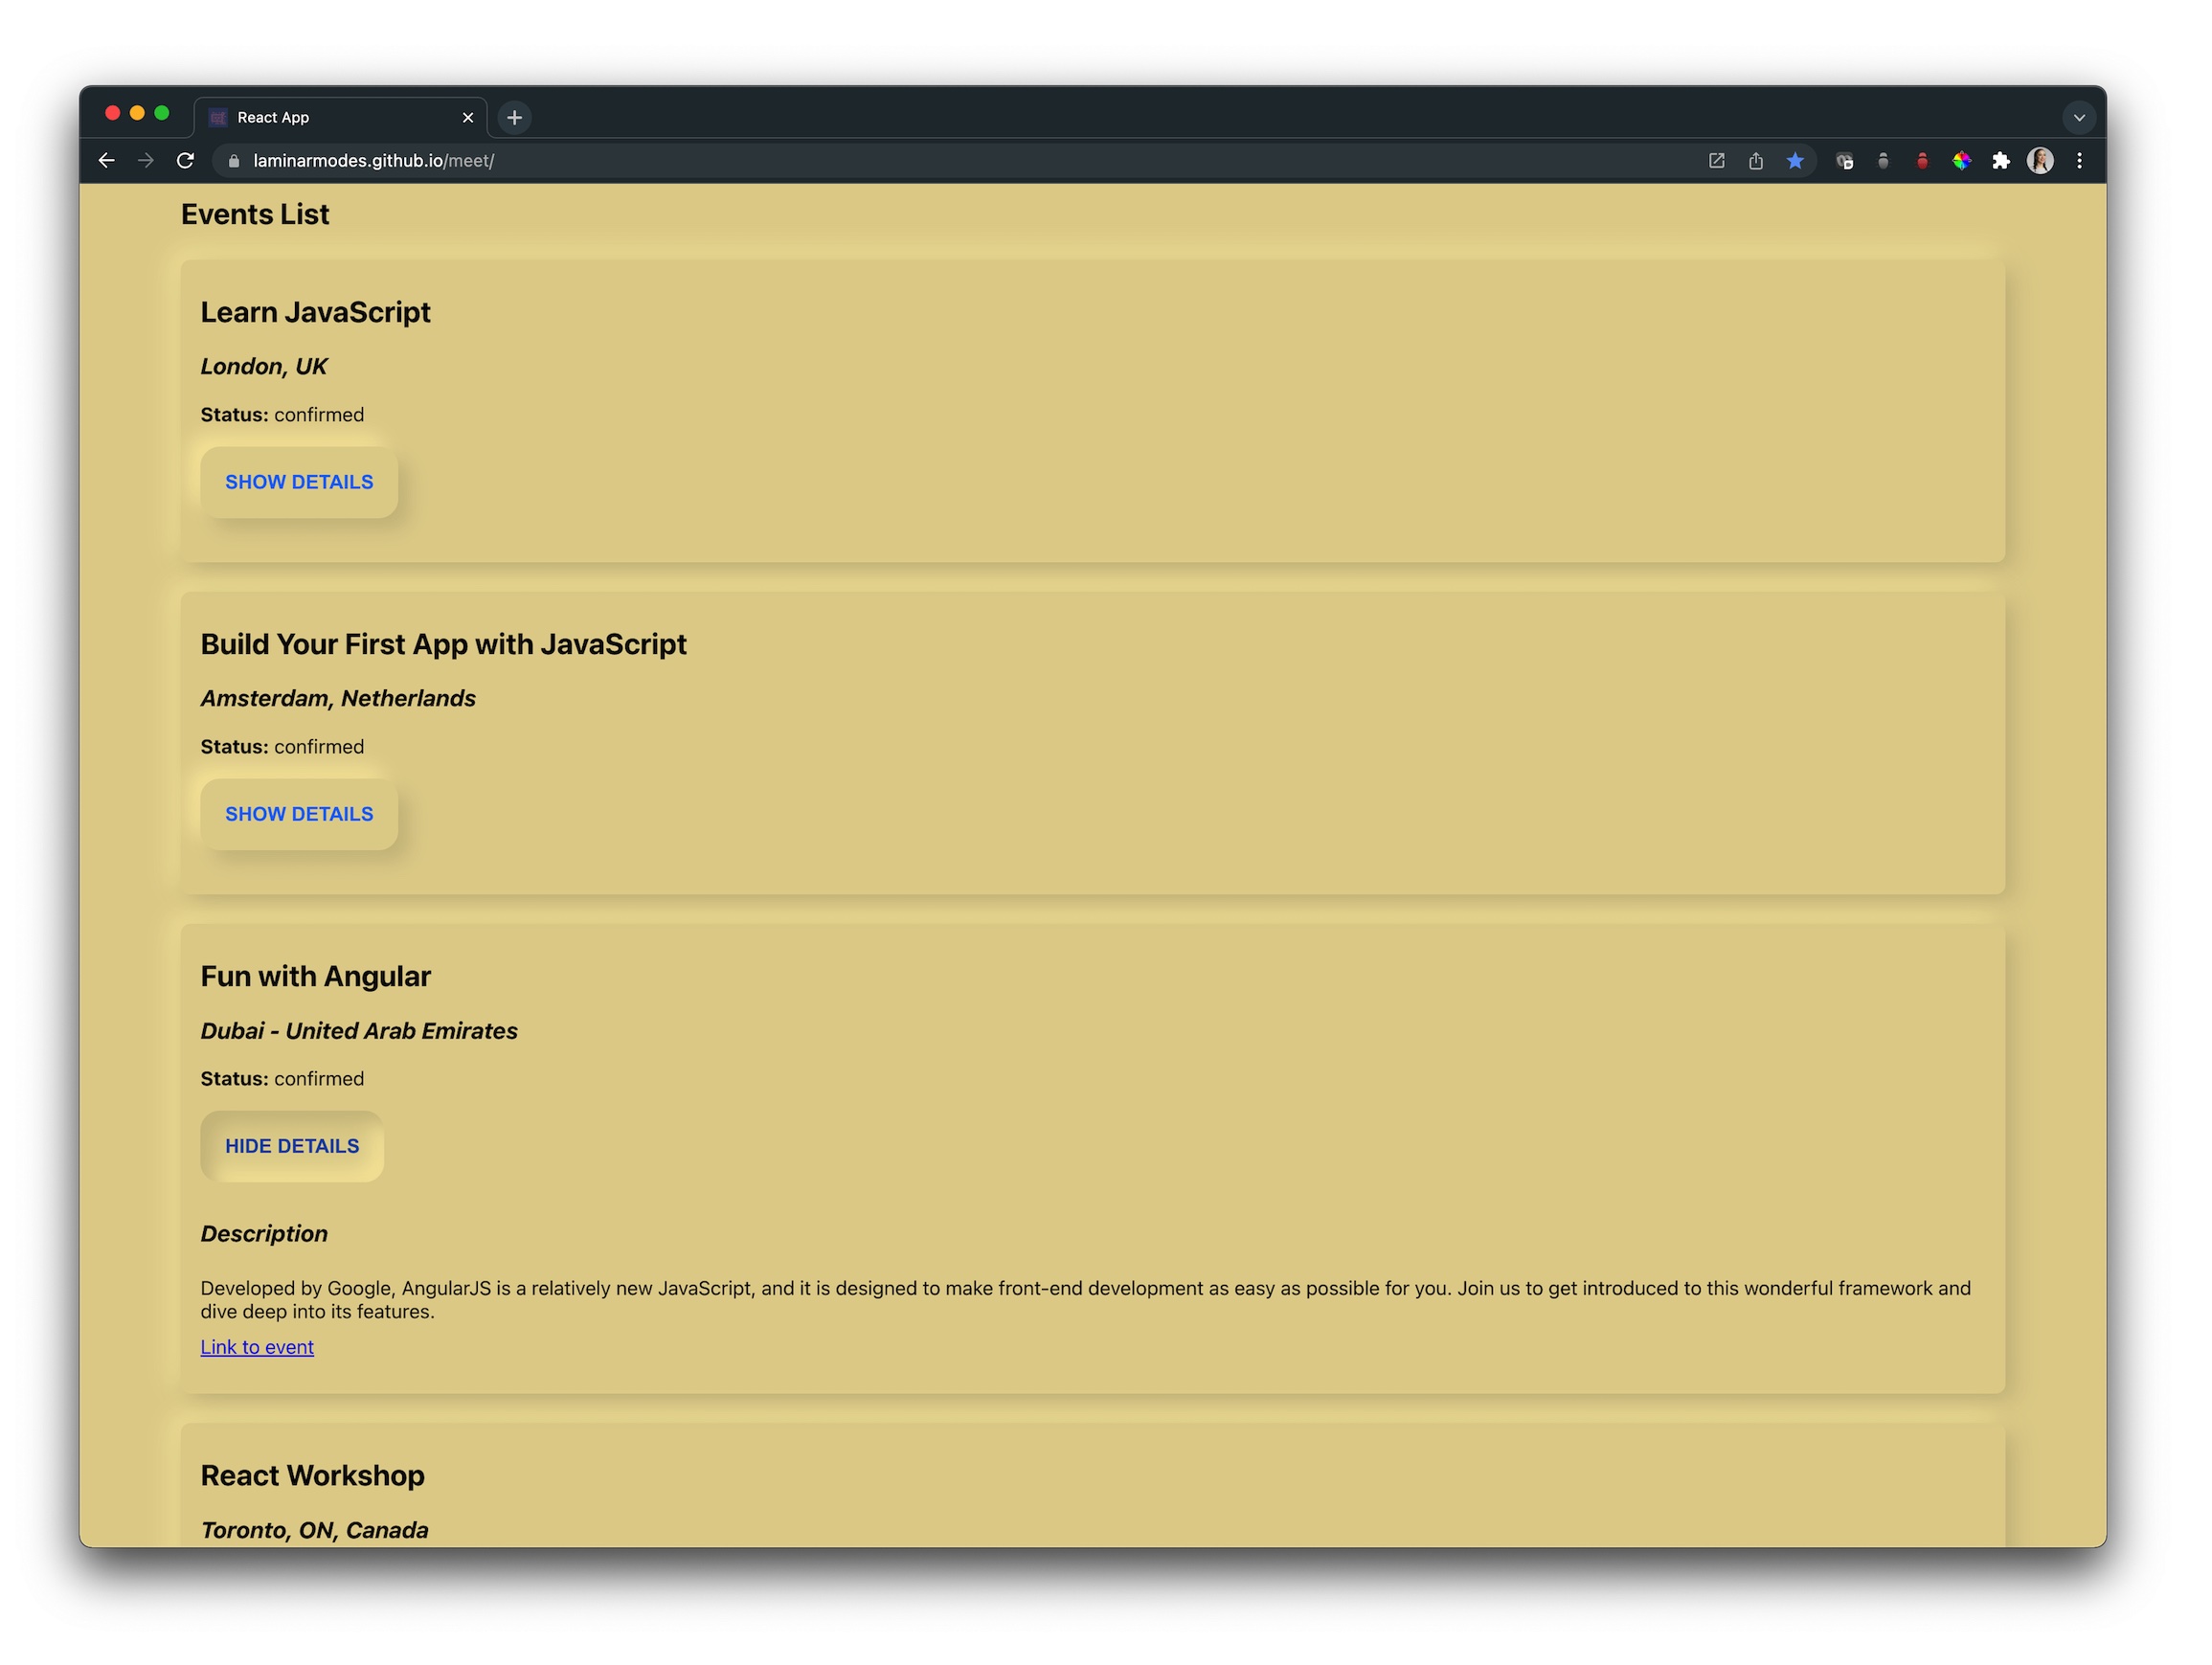 React App
laminarmodes.github.io/meet/
Events List
Learn JavaScript
London, UK
Status: confirmed
SHOW DETAILS
Build Your First App with JavaScript
Amsterdam, Netherlands
Status: confirmed
SHOW DETAILS
Fun with Angular
Dubai - United Arab Emirates
Status: confirmed
HIDE DETAILS
Description
Developed by Google, AngularJS is a relatively new JavaScript, and it is designed to make front-end development as easy as possible for you. Join us to get introduced to this wonderful framework and
dive deep into its features.
Link to event
React Workshop
Toronto, ON, Canada